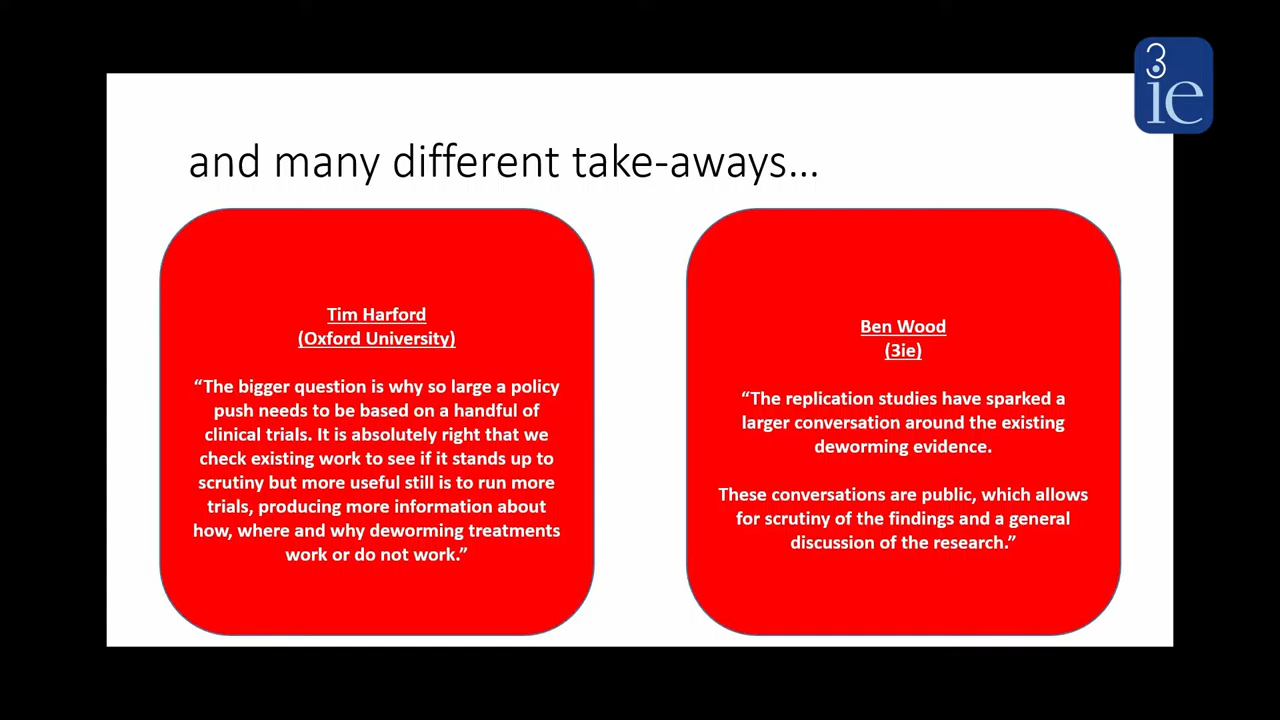 3
ie
and many different take-aways...
Tim Harford
(Oxford University)
“The bigger question is why so large a policy
push needs to be based on a handful of
clinical trials. It is absolutely right that we
check existing work to see if it stands up to
scrutiny but more useful still is to run more
trials, producing more information about
how, where and why deworming treatments
work or do not work.”
Ben Wood
(3ie)
“The replication studies have sparked a
larger conversation around the existing
deworming evidence.
These conversations are public, which allows
for scrutiny of the findings and a general
discussion of the research.”